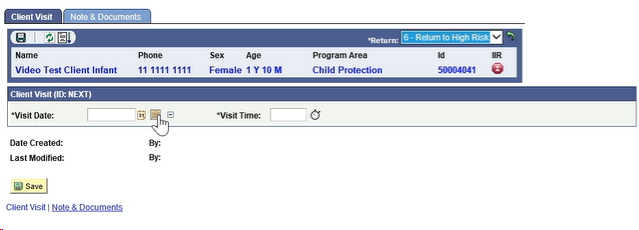 Client Visit Note & Documents
*Return: 6 - Return to High Risk
Name Phone Sex Age Program Area Id IIR
Video Test Client Infant 11 1111 1111 Female 1 Y 10 M Child Protection 50004041
Client Visit (ID: NEXT)
*Visit Date: *Visit Time:
Date Created: By:
Last Modified: By:
Save
Client Visit | Note & Documents